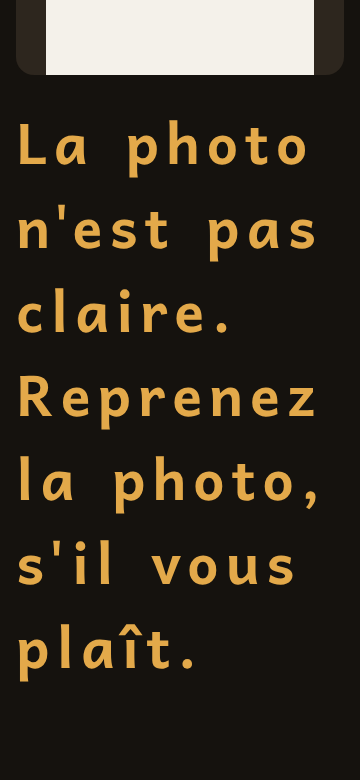 La photo
n'est pas
claire.
Reprenez
la photo,
s'il vous
plaît.